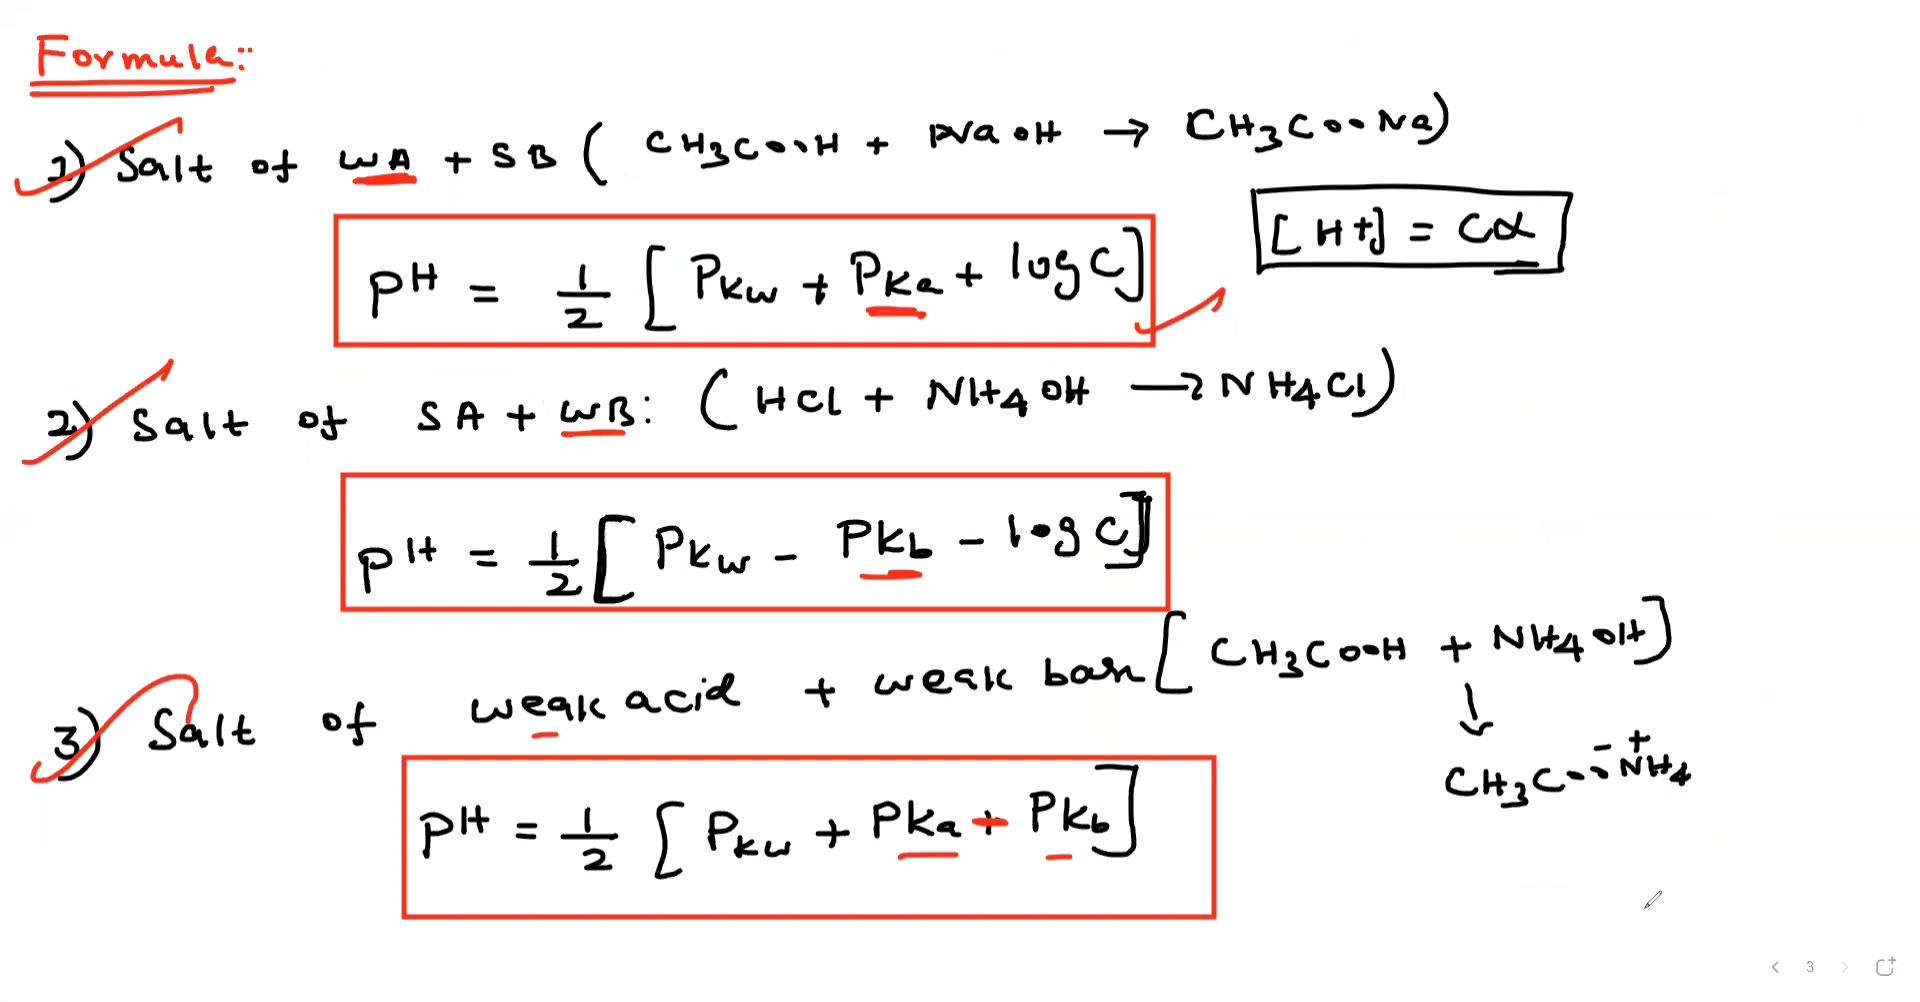 Formula::
1) Salt of WA + SB ( CH3COOH + NaOH → CH3COONa)
[H+] = Cα
PH = 1/2 [ Pkw + Pka + log C]
2) Salt of SA + WB: (HCl + NH4OH → NH4Cl)
PH = 1/2 [ Pkw - Pkb - log C]
3) Salt of weak acid + weak base [ CH3COOH + NH4OH]
↓
CH3COO- +NH4
PH = 1/2 [ Pkw + Pka + Pkb]
3